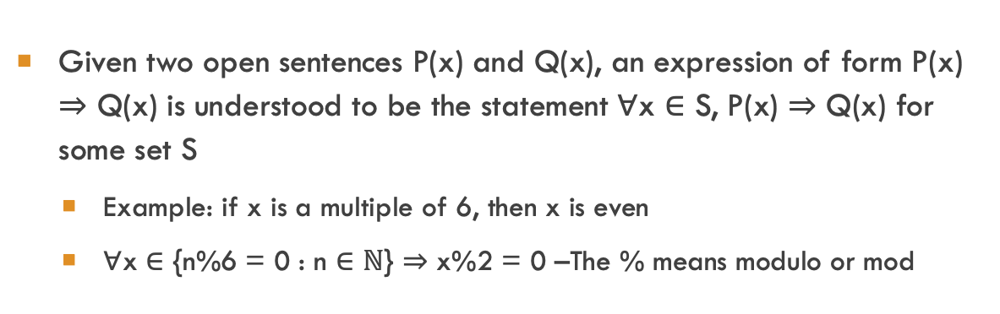 ▪ Given two open sentences P(x) and Q(x), an expression of form P(x)
⇒ Q(x) is understood to be the statement ∀x ∈ S, P(x) ⇒ Q(x) for
some set S
▪ Example: if x is a multiple of 6, then x is even
▪ ∀x ∈ {n%6 = 0 : n ∈ ℕ} ⇒ x%2 = 0 –The % means modulo or mod